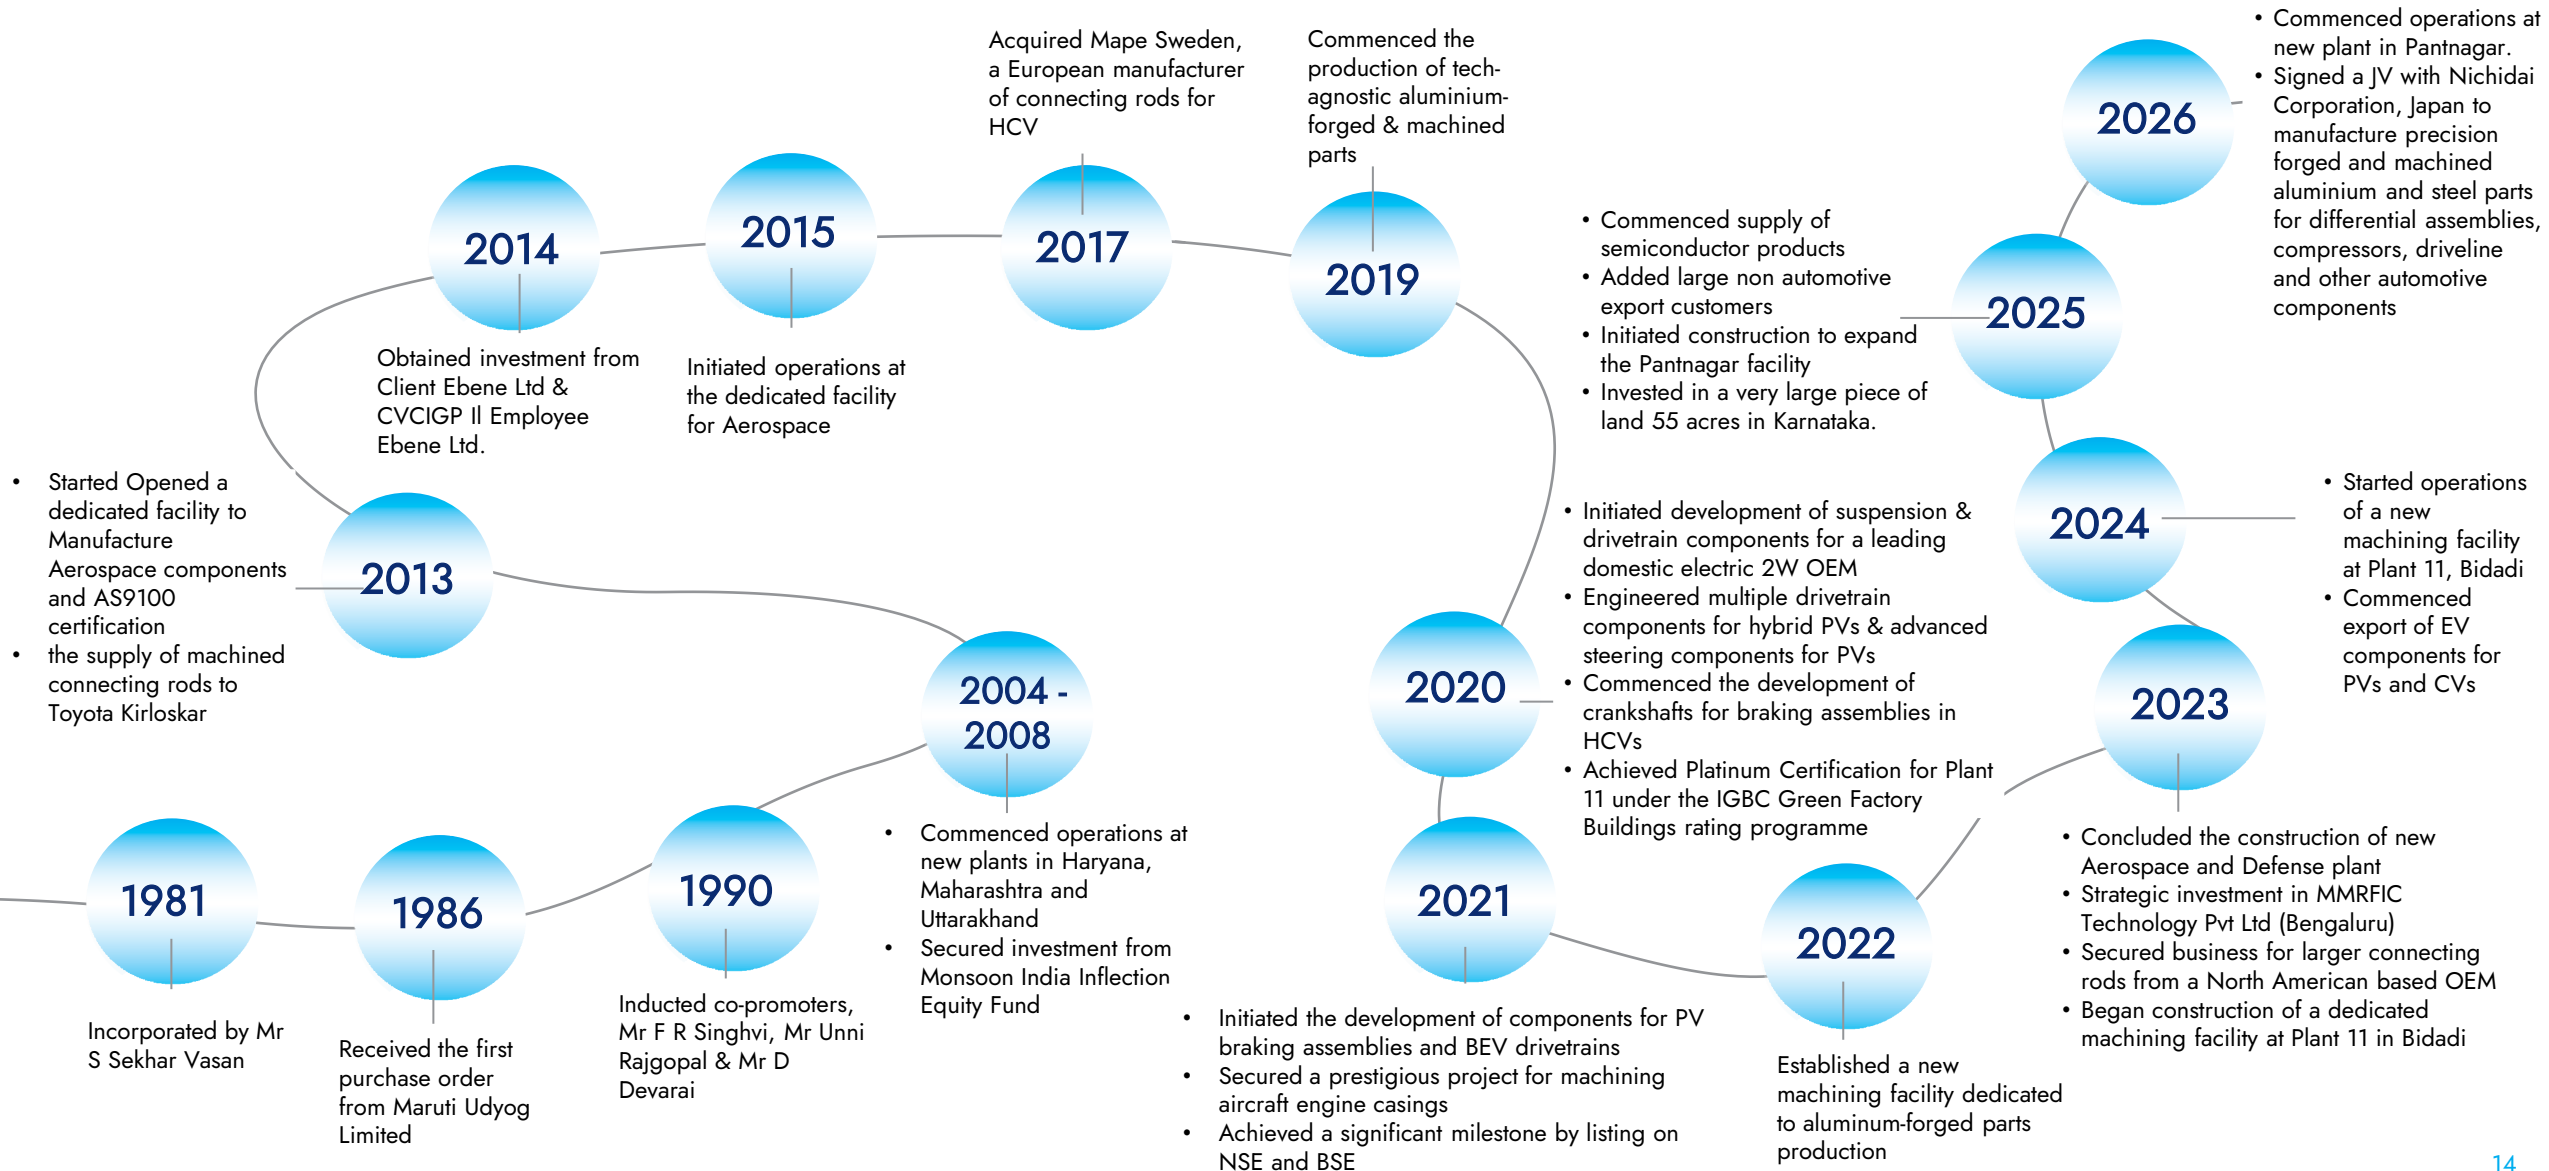 1981
Incorporated by Mr
S Sekhar Vasan
1986
Received the first
purchase order
from Maruti Udyog
Limited
1990
Inducted co-promoters,
Mr F R Singhvi, Mr Unni
Rajgopal & Mr D
Devarai
2004 -
2008
• Commenced operations at
new plants in Haryana,
Maharashtra and
Uttarakhand
• Secured investment from
Monsoon India Inflection
Equity Fund
2013
• Started Opened a
dedicated facility to
Manufacture
Aerospace components
and AS9100
certification
• the supply of machined
connecting rods to
Toyota Kirloskar
2014
Obtained investment from
Client Ebene Ltd &
CVCIGP Il Employee
Ebene Ltd.
2015
Initiated operations at
the dedicated facility
for Aerospace
2017
Acquired Mape Sweden,
a European manufacturer
of connecting rods for
HCV
2019
Commenced the
production of tech-
agnostic aluminium-
forged & machined
parts
2020
• Initiated development of suspension &
drivetrain components for a leading
domestic electric 2W OEM
• Engineered multiple drivetrain
components for hybrid PVs & advanced
steering components for PVs
• Commenced the development of
crankshafts for braking assemblies in
HCVs
• Achieved Platinum Certification for Plant
11 under the IGBC Green Factory
Buildings rating programme
2021
• Initiated the development of components for PV
braking assemblies and BEV drivetrains
• Secured a prestigious project for machining
aircraft engine casings
• Achieved a significant milestone by listing on
NSE and BSE
2022
Established a new
machining facility dedicated
to aluminum-forged parts
production
2023
• Concluded the construction of new
Aerospace and Defense plant
• Strategic investment in MMRFIC
Technology Pvt Ltd (Bengaluru)
• Secured business for larger connecting
rods from a North American based OEM
• Began construction of a dedicated
machining facility at Plant 11 in Bidadi
2024
• Started operations
of a new
machining facility
at Plant 11, Bidadi
• Commenced
export of EV
components for
PVs and CVs
2025
• Commenced supply of
semiconductor products
• Added large non automotive
export customers
• Initiated construction to expand
the Pantnagar facility
• Invested in a very large piece of
land 55 acres in Karnataka.
2026
• Commenced operations at
new plant in Pantnagar.
• Signed a JV with Nichidai
Corporation, Japan to
manufacture precision
forged and machined
aluminium and steel parts
for differential assemblies,
compressors, driveline
and other automotive
components
14